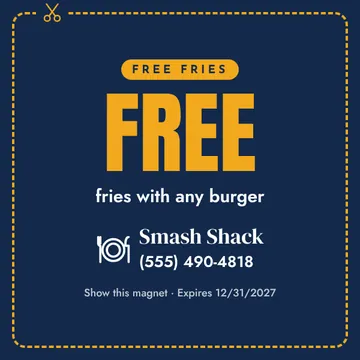 FREE FRIES
FREE
fries with any burger
Smash Shack
(555) 490-4818
Show this magnet · Expires 12/31/2027